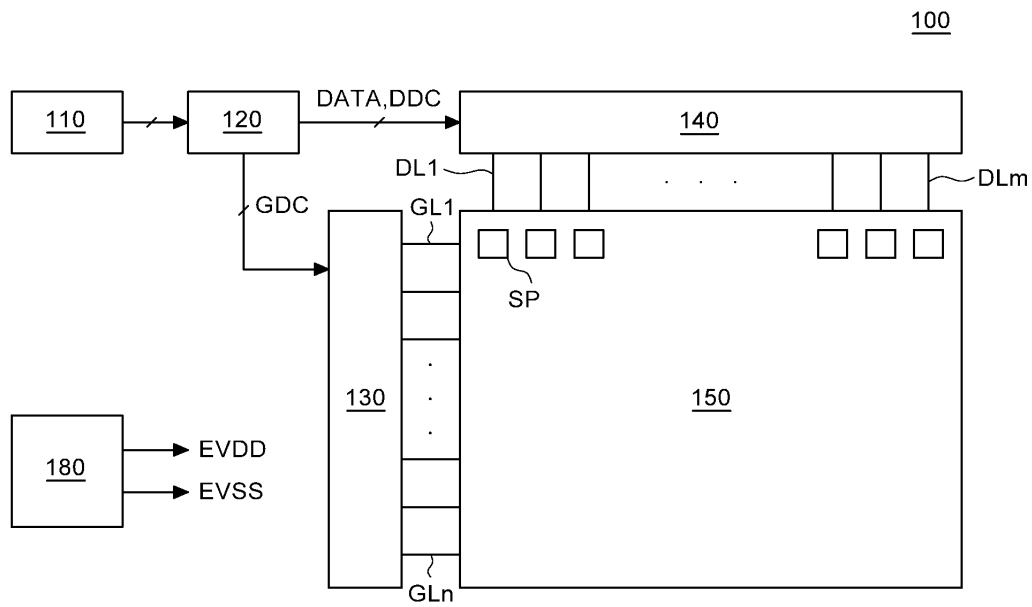 100
110
120
DATA,DDC
140
DL1
. . .
DLm
GDC
GL1
SP
130
.
.
.
150
180
EVDD
EVSS
GLn